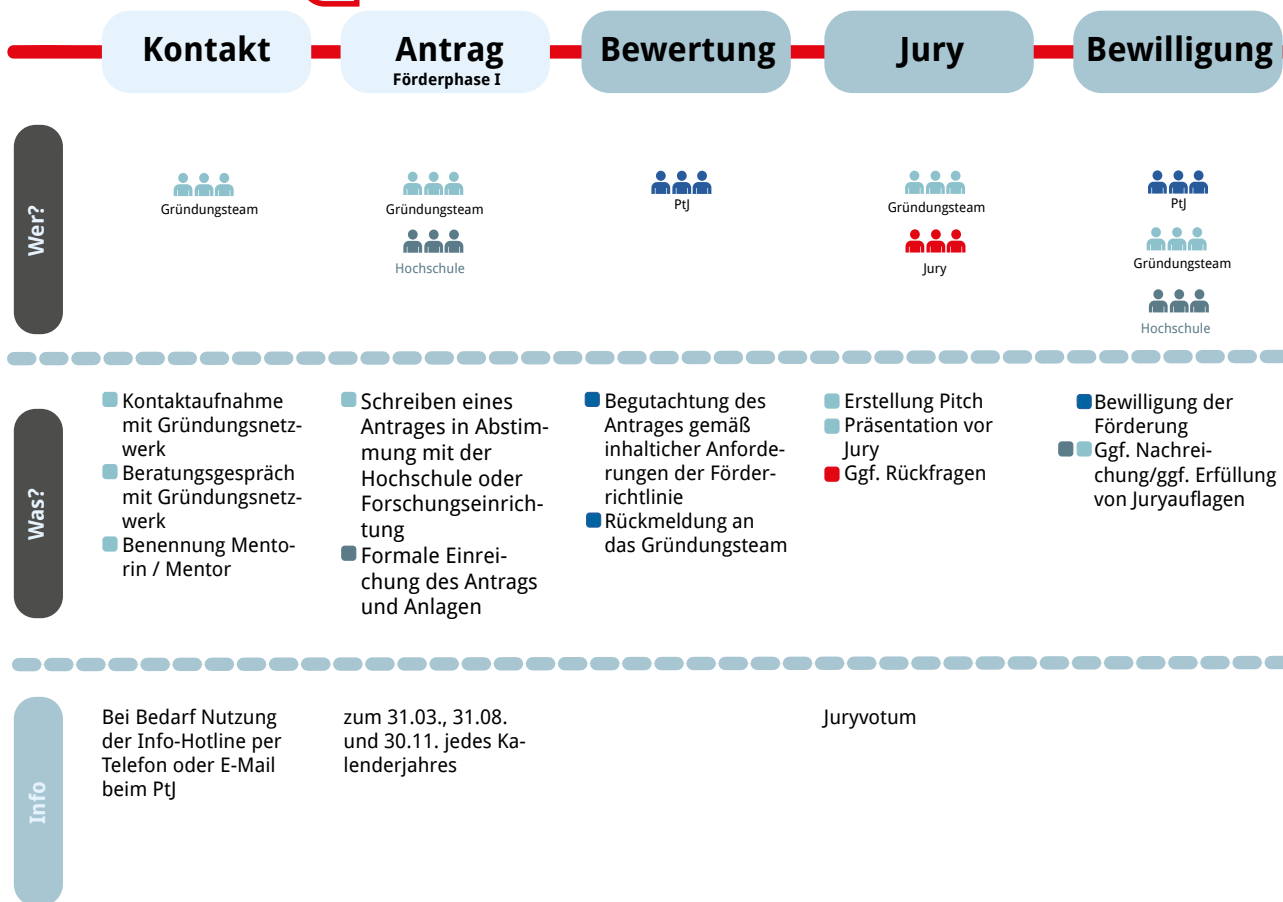 Kontakt
Antrag
Förderphase I
Bewertung
Jury
Bewilligung
Wer?
Gründungsteam
Gründungsteam
Hochschule
PtJ
Gründungsteam
Jury
PtJ
Gründungsteam
Hochschule
Was?
Kontaktaufnahme
mit Gründungsnetz-
werk
Beratungsgespräch
mit Gründungsnetz-
werk
Benennung Mento-
rin / Mentor
Schreiben eines
Antrages in Abstim-
mung mit der
Hochschule oder
Forschungseinrich-
tung
Formale Einrei-
chung des Antrags
und Anlagen
Begutachtung des
Antrages gemäß
inhalticher Anforde-
rungen der Förder-
richtlinie
Rückmeldung an
das Gründungsteam
Erstellung Pitch
Präsentation vor
Jury
Ggf. Rückfragen
Bewilligung der
Förderung
Ggf. Nachrei-
chung/ggf. Erfüllung
von Juryauflagen
Info
Bei Bedarf Nutzung
der Info-Hotline per
Telefon oder E-Mail
beim PtJ
zum 31.03., 31.08.
und 30.11. jedes Ka-
lenderjahres
Juryvotum